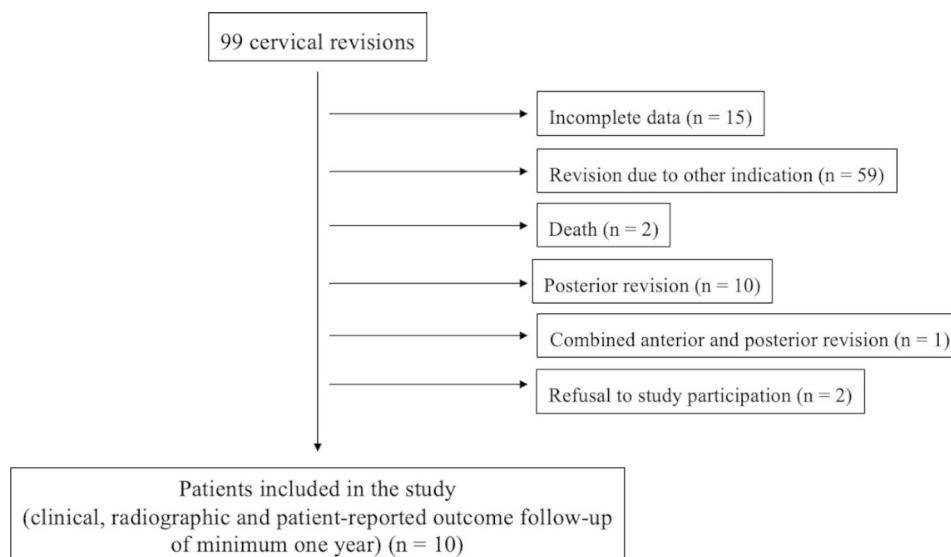 99 cervical revisions
Incomplete data (n = 15)
Revision due to other indication (n = 59)
Death (n = 2)
Posterior revision (n = 10)
Combined anterior and posterior revision (n = 1)
Refusal to study participation (n = 2)
Patients included in the study
(clinical, radiographic and patient-reported outcome follow-up
of minimum one year) (n = 10)